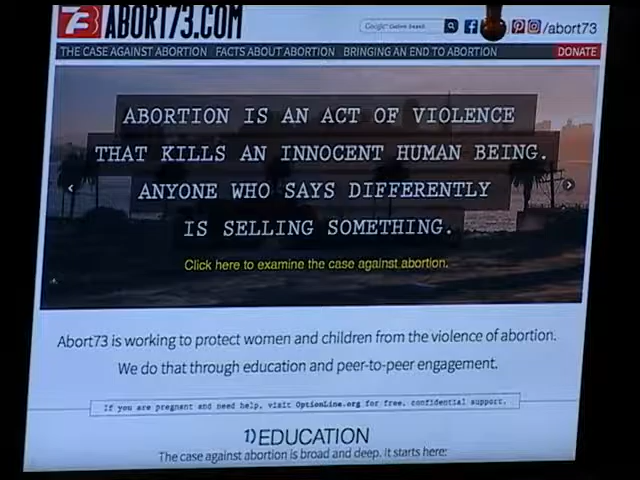 73 ABORT73.COM
Google Custom Search
/abort73
THE CASE AGAINST ABORTION FACTS ABOUT ABORTION BRINGING AN END TO ABORTION DONATE
ABORTION IS AN ACT OF VIOLENCE
THAT KILLS AN INNOCENT HUMAN BEING.
ANYONE WHO SAYS DIFFERENTLY
IS SELLING SOMETHING.
Click here to examine the case against abortion.
Abort73 is working to protect women and children from the violence of abortion.
We do that through education and peer-to-peer engagement.
If you are pregnant and need help, visit OptionLine.org for free, confidential support.
1) EDUCATION
The case against abortion is broad and deep. It starts here: